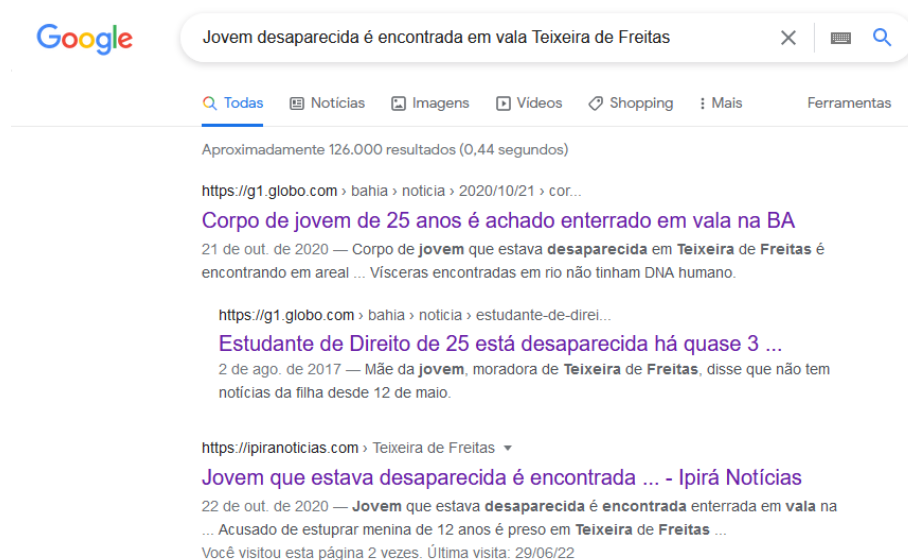 Google
Jovem desaparecida é encontrada em vala Teixeira de Freitas
Todas Notícias Imagens Vídeos Shopping Mais Ferramentas
Aproximadamente 126.000 resultados (0,44 segundos)
https://g1.globo.com › bahia › noticia › 2020/10/21 › cor...
Corpo de jovem de 25 anos é achado enterrado em vala na BA
21 de out. de 2020 — Corpo de jovem que estava desaparecida em Teixeira de Freitas é
encontrando em areal ... Vísceras encontradas em rio não tinham DNA humano.
https://g1.globo.com › bahia › noticia › estudante-de-direi...
Estudante de Direito de 25 está desaparecida há quase 3 ...
2 de ago. de 2017 — Mãe da jovem, moradora de Teixeira de Freitas, disse que não tem
notícias da filha desde 12 de maio.
https://ipiranoticias.com › Teixeira de Freitas
Jovem que estava desaparecida é encontrada ... - Ipirá Notícias
22 de out. de 2020 — Jovem que estava desaparecida é encontrada enterrada em vala na
... Acusado de estuprar menina de 12 anos é preso em Teixeira de Freitas ...
Você visitou esta página 2 vezes. Última visita: 29/06/22